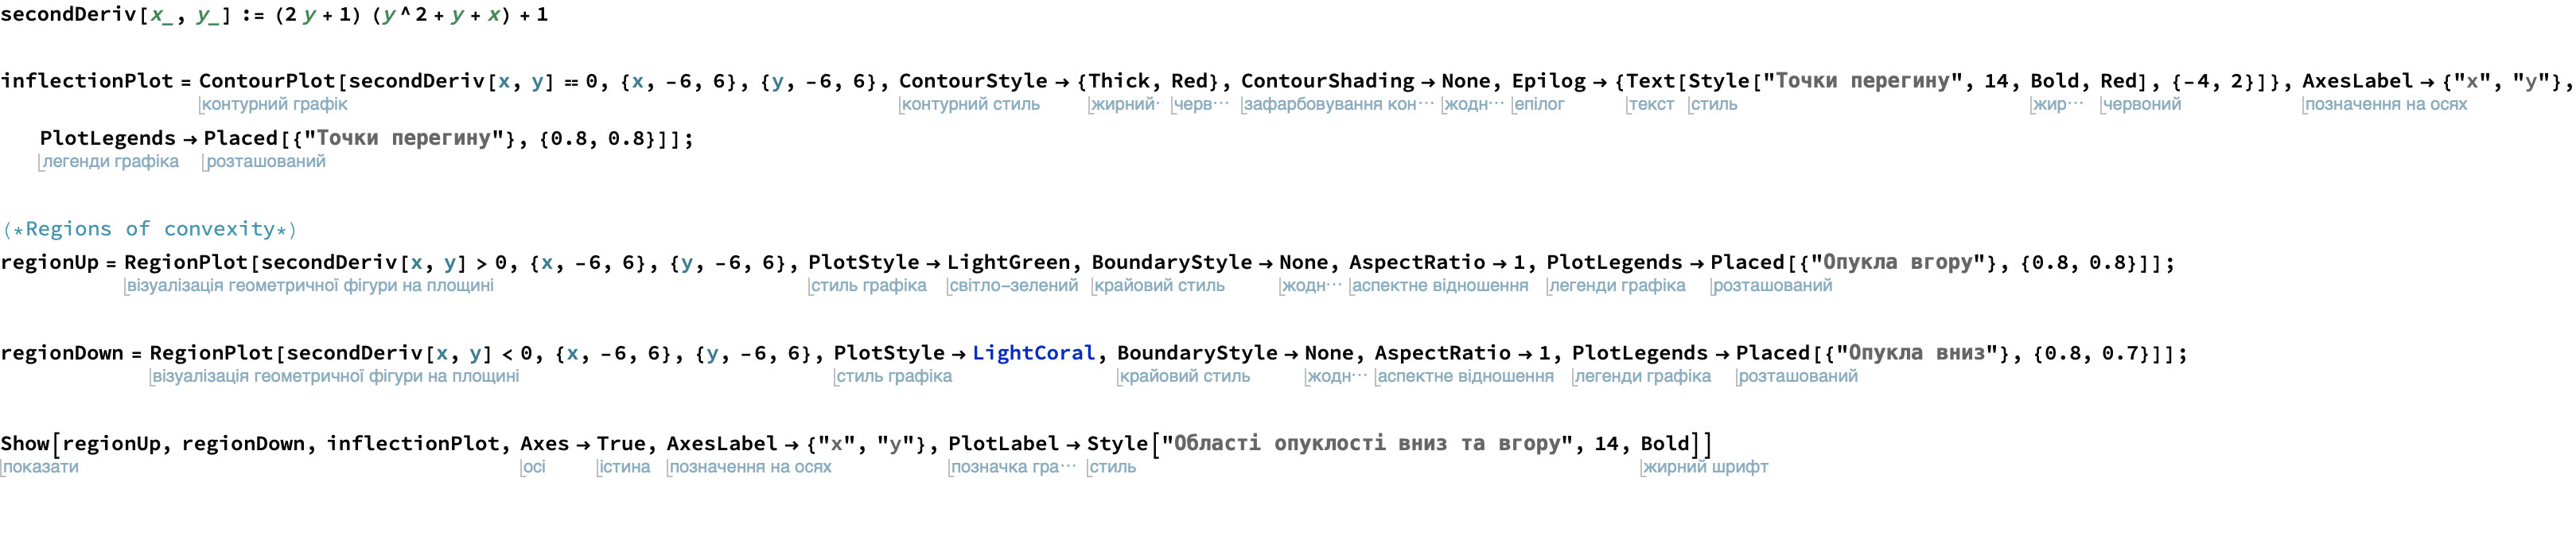 secondDeriv[x_, y_] := (2 y + 1) (y ^ 2 + y + x) + 1
inflectionPlot = ContourPlot[secondDeriv[x, y] == 0, {x, -6, 6}, {y, -6, 6}, ContourStyle → {Thick, Red}, ContourShading → None, Epilog → {Text[Style["Точки перегину", 14, Bold, Red], {-4, 2}]}, AxesLabel → {"x", "y"},
контурний графік контурний стиль жирний· черв··· зафарбовування кон··· жодн··· епілог текст стиль жир··· червоний позначення на осях
PlotLegends → Placed[{"Точки перегину"}, {0.8, 0.8}]];
легенди графіка розташований
(*Regions of convexity*)
regionUp = RegionPlot[secondDeriv[x, y] > 0, {x, -6, 6}, {y, -6, 6}, PlotStyle → LightGreen, BoundaryStyle → None, AspectRatio → 1, PlotLegends → Placed[{"Опукла вгору"}, {0.8, 0.8}]];
візуалізація геометричної фігури на площині стиль графіка світло-зелений крайовий стиль жодн··· аспектне відношення легенди графіка розташований
regionDown = RegionPlot[secondDeriv[x, y] < 0, {x, -6, 6}, {y, -6, 6}, PlotStyle → LightCoral, BoundaryStyle → None, AspectRatio → 1, PlotLegends → Placed[{"Опукла вниз"}, {0.8, 0.7}]];
візуалізація геометричної фігури на площині стиль графіка крайовий стиль жодн··· аспектне відношення легенди графіка розташований
Show[regionUp, regionDown, inflectionPlot, Axes → True, AxesLabel → {"x", "y"}, PlotLabel → Style["Області опуклості вниз та вгору", 14, Bold]]
показати осі істина позначення на осях позначка гра··· стиль жирний шрифт